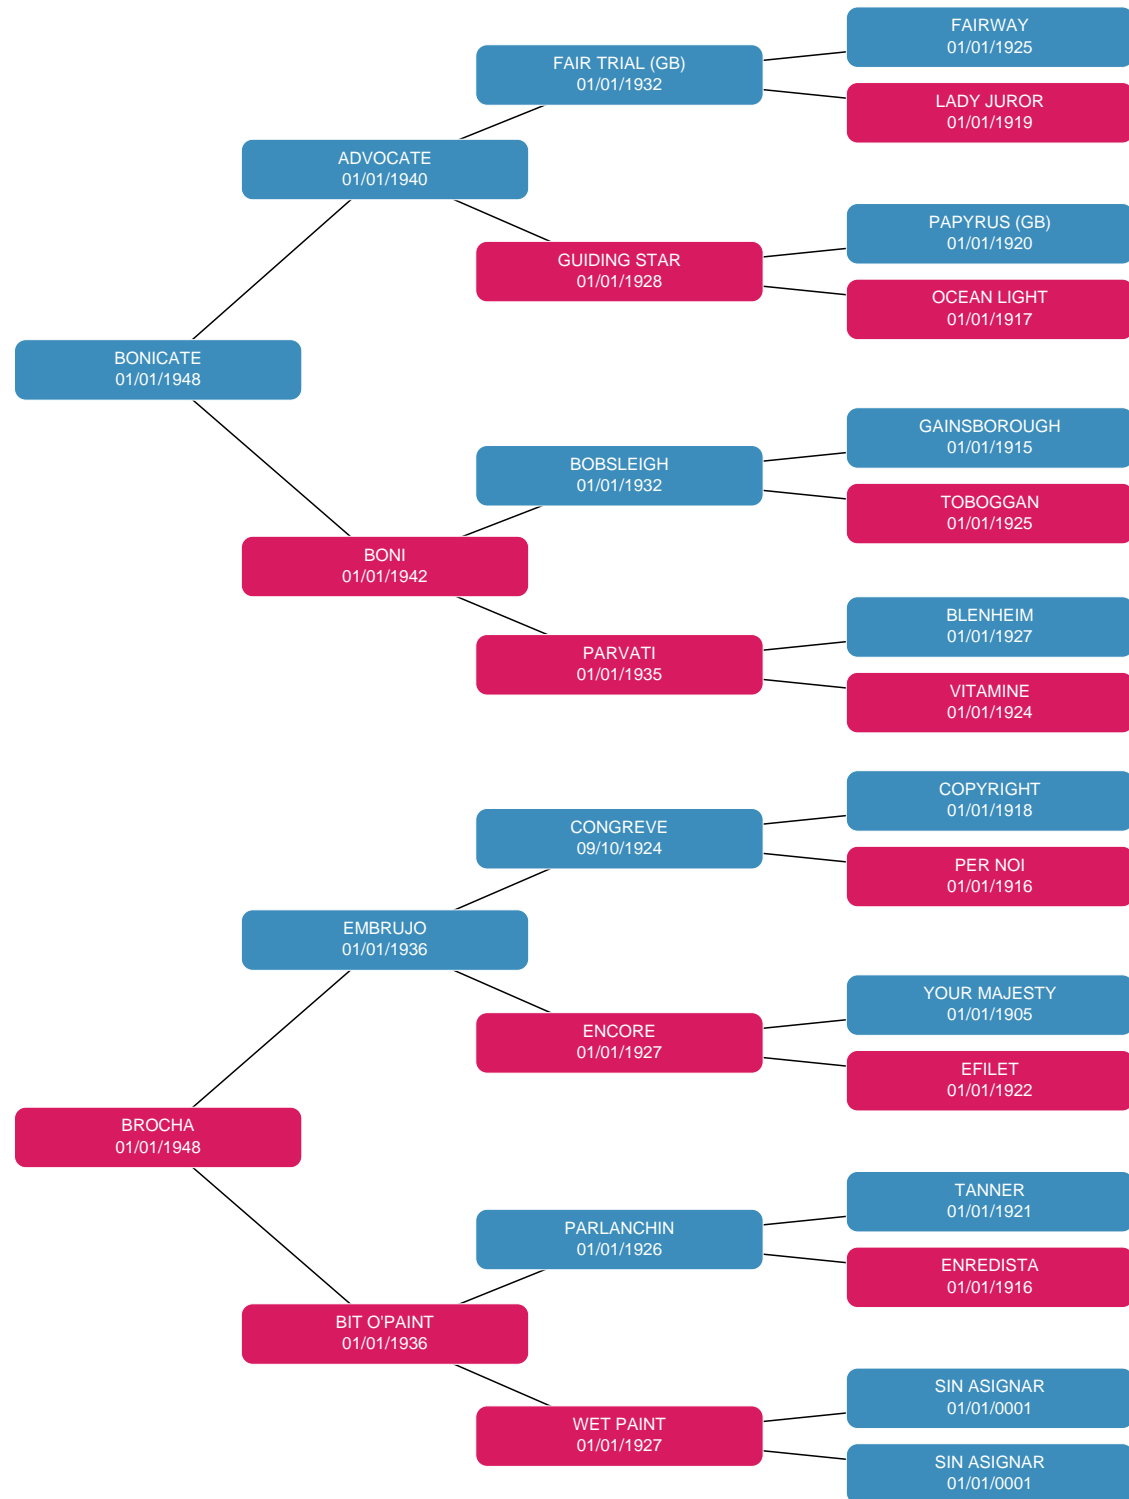 FAIRWAY
01/01/1925
FAIR TRIAL (GB)
01/01/1932
LADY JUROR
01/01/1919
ADVOCATE
01/01/1940
PAPYRUS (GB)
01/01/1920
GUIDING STAR
01/01/1928
OCEAN LIGHT
01/01/1917
BONICATE
01/01/1948
GAINSBOROUGH
01/01/1915
BOBSLEIGH
01/01/1932
TOBOGGAN
01/01/1925
BONI
01/01/1942
BLENHEIM
01/01/1927
PARVATI
01/01/1935
VITAMINE
01/01/1924
COPYRIGHT
01/01/1918
CONGREVE
09/10/1924
PER NOI
01/01/1916
EMBRUJO
01/01/1936
YOUR MAJESTY
01/01/1905
ENCORE
01/01/1927
EFILET
01/01/1922
BROCHA
01/01/1948
TANNER
01/01/1921
PARLANCHIN
01/01/1926
ENREDISTA
01/01/1916
BIT O'PAINT
01/01/1936
SIN ASIGNAR
01/01/0001
WET PAINT
01/01/1927
SIN ASIGNAR
01/01/0001